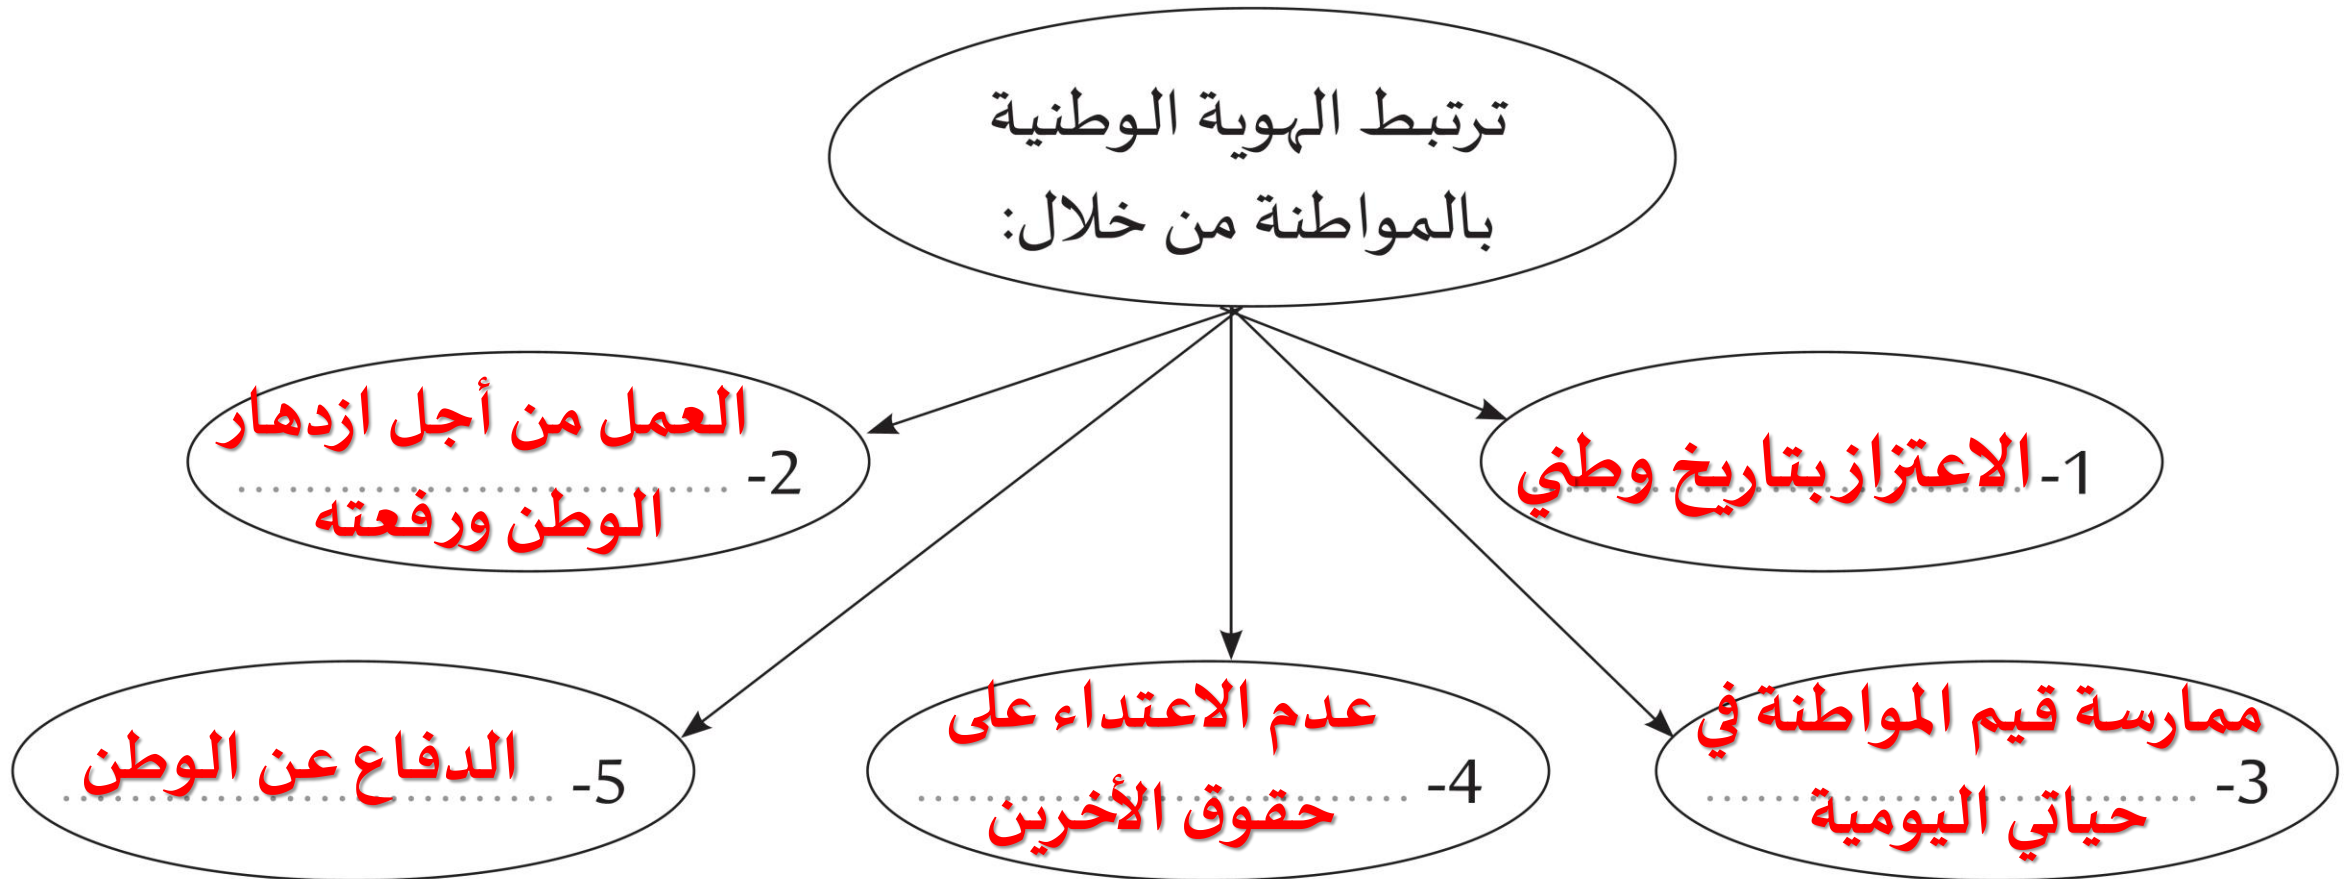 ترتبط الهوية الوطنية
بالمواطنة من خلال:
1- الاعتزاز بتاريخ وطني
2- العمل من أجل ازدهار
الوطن ورفعته
3- ممارسة قيم المواطنة في
حياتي اليومية
4- عدم الاعتداء على
حقوق الأخرين
5- الدفاع عن الوطن